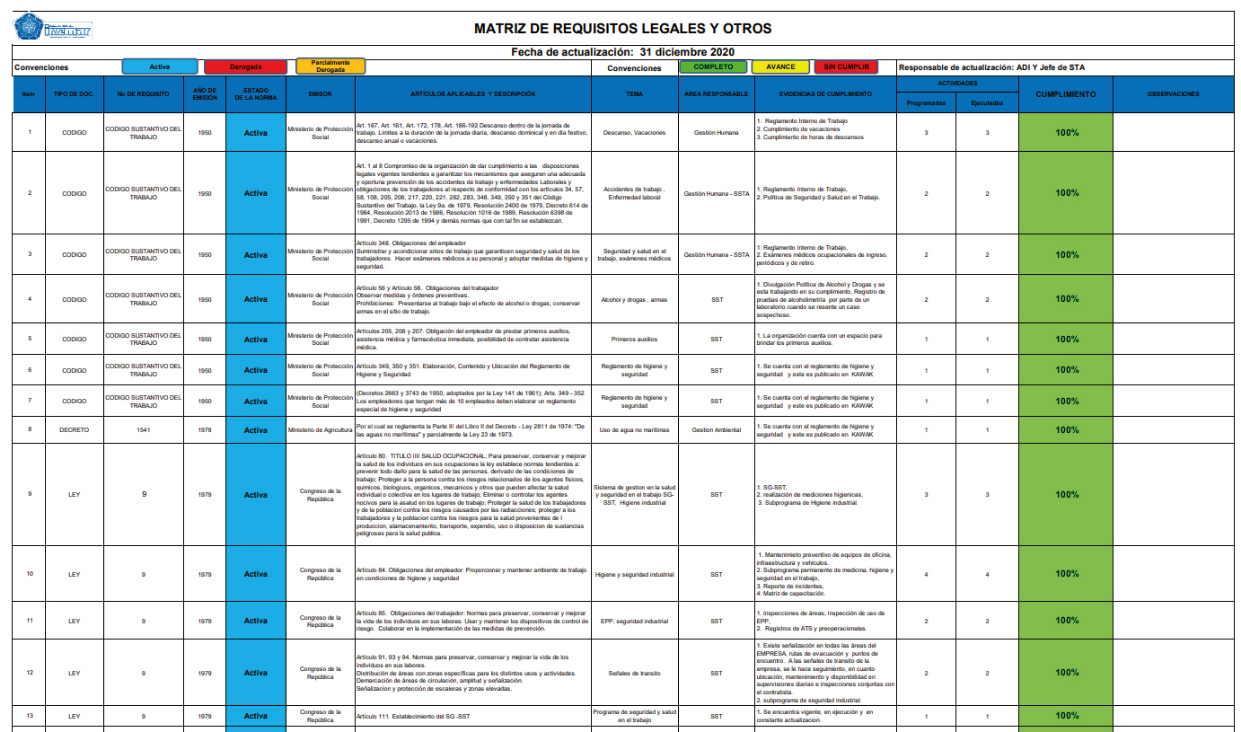 MATRIZ DE REQUISITOS LEGALES Y OTROS
Fecha de actualización: 31 diciembre 2020
Convenciones Activa Derogada Parcialmente Derogada Convenciones COMPLETO AVANCE SIN CUMPLIR Responsable de actualización: ADI Y Jefe de STA
Item TIPO DE DOC. No DE REQUISITO AÑO DE EMISIÓN ESTADO DE LA NORMA EMISOR ARTÍCULOS APLICABLES Y DESCRIPCIÓN TEMA AREA RESPONSABLE EVIDENCIAS DE CUMPLIMIENTO ACTIVIDADES Programadas Ejecutadas CUMPLIMIENTO OBSERVACIONES
1 CODIGO CODIGO SUSTANTIVO DEL TRABAJO 1950 Activa Ministerio de Protección Social
Art. 167, Art. 161, Art. 172, 178, Art. 186-192 Descanso dentro de la jornada de
trabajo. Límites a la duración de la jornada diaria, descanso dominical y en día festivo,
descanso anual o vacaciones.
Descanso, Vacaciones Gestión Humana
1. Reglamento Interno de Trabajo
2. Cumplimiento de vacaciones
3. Cumplimiento de horas de descansos
3 3 100%
2 CODIGO CODIGO SUSTANTIVO DEL TRABAJO 1950 Activa Ministerio de Protección Social
Art. 1 al 8 Compromiso de la organización de dar cumplimiento a las disposiciones
legales vigentes tendientes a garantizar los mecanismos que aseguren una adecuada
y oportuna prevención de los accidentes de trabajo y enfermedades Laborales y
obligaciones de los trabajadores al respecto de conformidad con los artículos 34, 57,
58, 108, 205, 206, 217, 220, 221, 282, 283, 348, 349, 350 y 351 del Código
Sustantivo del Trabajo, la Ley 9a. de 1979, Resolución 2400 de 1979, Decreto 614 de
1984, Resolución 2013 de 1986, Resolución 1016 de 1989, Resolución 6398 de
1991, Decreto 1295 de 1994 y demás normas que con tal fin se establezcan.
Accidentes de trabajo ,
Enfermedad laboral
Gestión Humana - SSTA
1. Reglamento Interno de Trabajo,
2. Política de Seguridad y Salud en el Trabajo.
2 2 100%
3 CODIGO CODIGO SUSTANTIVO DEL TRABAJO 1950 Activa Ministerio de Protección Social
Artículo 348. Obligaciones del empleador
Suministrar y acondicionar sitios de trabajo que garanticen seguridad y salud de los
trabajadores. Hacer exámenes médicos a su personal y adoptar medidas de higiene y
seguridad.
Seguridad y salud en el
trabajo, exámenes médicos
Gestión Humana - SSTA
1. Reglamento Interno de Trabajo,
2. Exámenes médicos ocupacionales de ingreso,
periódicos y de retiro.
2 2 100%
4 CODIGO CODIGO SUSTANTIVO DEL TRABAJO 1950 Activa Ministerio de Protección Social
Artículo 56 y Artículo 58. Obligaciones del trabajador
Observar medidas y órdenes preventivas.
Prohibiciones: Presentarse al trabajo bajo el efecto de alcohol o drogas, conservar
armas en el sitio de trabajo.
Alcohol y drogas , armas SST
1. Divulgación Política de Alcohol y Drogas y se
esta trabajando en su cumplimiento, Registro de
pruebas de alcoholimetría por parte de un
laboratorio cuando se resente un caso
sospechoso.
2 2 100%
5 CODIGO CODIGO SUSTANTIVO DEL TRABAJO 1950 Activa Ministerio de Protección Social
Artículos 205, 206 y 207. Obligación del empleador de prestar primeros auxilios,
asistencia médica y farmacéutica inmediata, posibilidad de contratar asistencia
médica.
Primeros auxilios SST
1. La organización cuenta con un espacio para
brindar los primeros auxilios.
1 1 100%
6 CODIGO CODIGO SUSTANTIVO DEL TRABAJO 1950 Activa Ministerio de Protección Social
Artículo 349, 350 y 351. Elaboración, Contenido y Ubicación del Reglamento de
Higiene y Seguridad.
Reglamento de higiene y
seguridad
SST
1. Se cuenta con el reglamento de higiene y
seguridad y este es publicado en KAWAK
1 1 100%
7 CODIGO CODIGO SUSTANTIVO DEL TRABAJO 1950 Activa Ministerio de Protección Social
(Decretos 2663 y 3743 de 1950, adoptados por la Ley 141 de 1961); Arts. 349 - 352.
Los empleadores que tengan más de 10 empleados deben elaborar un reglamento
especial de higiene y seguridad
Reglamento de higiene y
seguridad
SST
1. Se cuenta con el reglamento de higiene y
seguridad y este es publicado en KAWAK
1 1 100%
8 DECRETO 1541 1978 Activa Ministerio de Agricultura
Por el cual se reglamenta la Parte III del Libro II del Decreto - Ley 2811 de 1974: "De
las aguas no marítimas" y parcialmente la Ley 23 de 1973.
Uso de agua no marítimas Gestion Ambiental
1. Se cuenta con el reglamento de higiene y
seguridad y este es publicado en KAWAK
1 1 100%
9 LEY 9 1979 Activa Congreso de la República
Artículo 80. TITULO III SALUD OCUPACIONAL; Para preservar, conservar y mejorar
la salud de los individuos en sus ocupaciones la ley establece normas tendientes a:
prevenir todo daño para la salud de las personas, derivado de las condiciones de
trabajo; Proteger a la persona contra los riesgos relacionados de los agentes físicos,
químicos, biologicos, organicos, mecanicos y otros que pueden afectar la salud
individual o colectiva en los lugares de trabajo; Eliminar o controlar los agentes
nocivos para la asalud en los lugares de trabajo; Proteger la salud de los trabajadores
y de la poblacion contra los riesgos causados por las radiacciones; proteger a los
trabajadores y la poblacion contra los riesgos para la salud provenientes de l
produccion, alamacenamiento, transporte, expendio, uso o disposicion de sustancias
peligrosas para la salud publica.
Sistema de gestion en la salud
y seguridad en el trabajo SG-
SST, Higiene industrial
SST
1. SG-SST,
2. realización de mediciones higienicas,
3. Subprograma de Higiene industrial.
3 3 100%
10 LEY 9 1979 Activa Congreso de la República
Artículo 84. Obligaciones del empleador: Proporcionar y mantener ambiente de trabajo
en condiciones de higiene y seguridad
Higiene y seguridad industrial SST
1. Mantenimieto preventivo de equipos de oficina,
infraestructura y vehiculos.
2. Subprograma permanente de medicina, higiene y
seguridad en el trabajo,
3. Reporte de incidentes,
4. Matriz de capacitación.
4 4 100%
11 LEY 9 1979 Activa Congreso de la República
Artículo 85. Obligaciones del trabajador: Normas para preservar, conservar y mejorar
la vida de los individuos en sus labores. Usar y mantener los dispositivos de control de
riesgo. Colaborar en la implementación de las medidas de prevención.
EPP, seguridad industrial SST
1. inspecciones de áreas, Inspección de uso de
EPP,
2. Registros de ATS y preoperacionales.
2 2 100%
12 LEY 9 1979 Activa Congreso de la República
Artículo 91, 93 y 94. Normas para preservar, conservar y mejorar la vida de los
individuos en sus labores.
Distribución de áreas con zonas específicas para los distintos usos y actividades.
Demarcación de áreas de circulación, amplitud y señalización.
Señalizacion y protección de escaleras y zonas elevadas.
Señales de transito SST
1. Existe señalización en todas las áreas del
EMPRESA, rutas de evacuación y puntos de
encuentro. A las señales de transito de la
empresa, se le hace seguimiento, en cuanto
ubicación, mantenimiento y disponibilidad en
supervisiones diarias e inspecciones conjuntas con
el contratista.
2. subprograma de seguridad industrial
2 2 100%
13 LEY 9 1979 Activa Congreso de la República
Artículo 111. Establecimiento del SG -SST
Programa de seguridad y salud
en el trabajo
SST
1. Se encuentra vigente, en ejecución y en
constante actualizacion.
1 1 100%